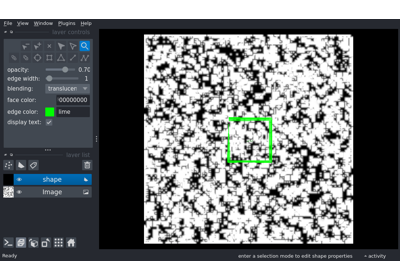 File View Window Plugins Help
layer controls
opacity: 0.70
edge width: 1
blending: translucen
face color: 00000000
edge color: lime
display text:
layer list
shape
Image
Ready enter a selection mode to edit shape properties activity